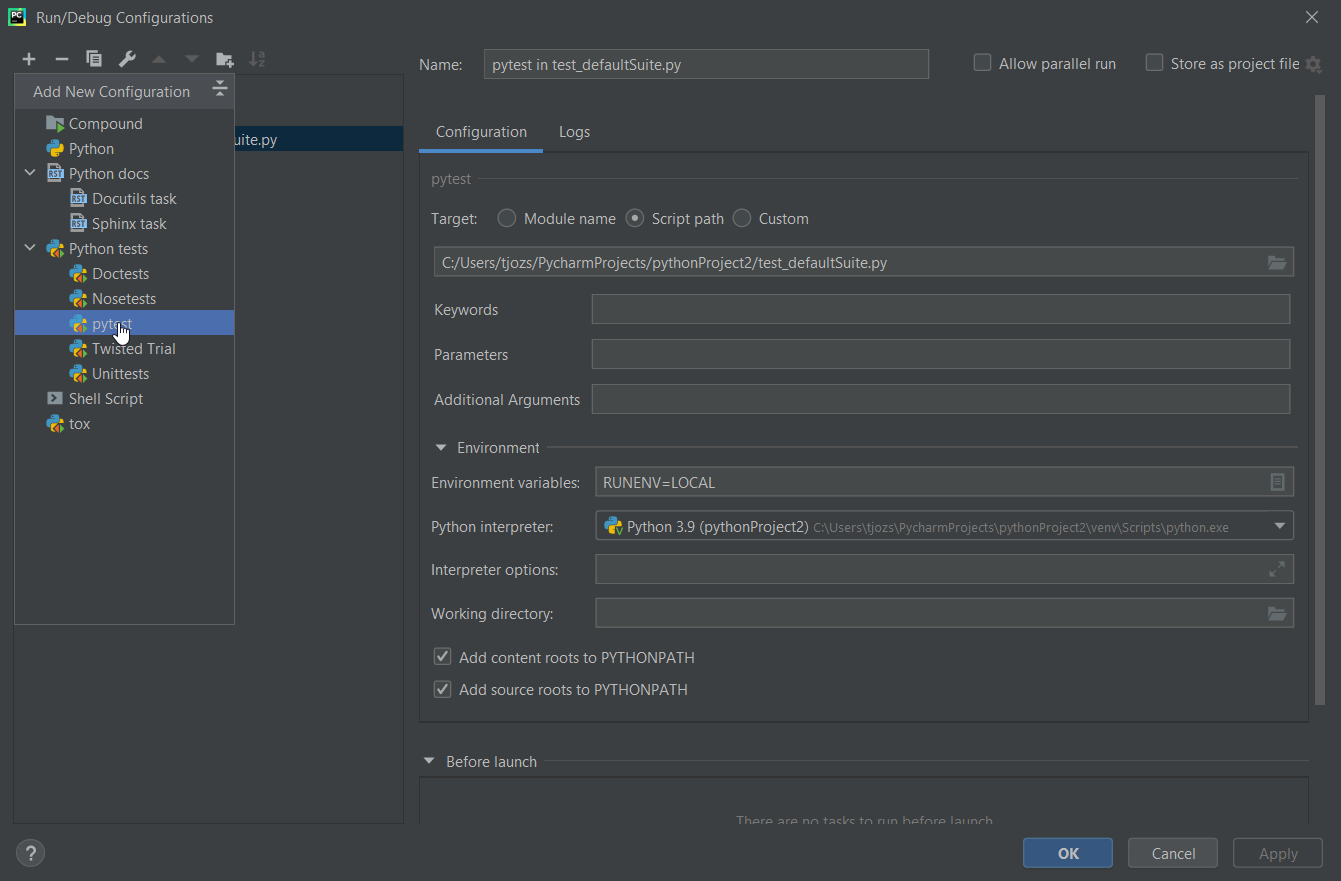 Run/Debug Configurations
Name: pytest in test_defaultSuite.py Allow parallel run Store as project file
Add New Configuration
Compound
Python
Python docs
Docutils task
Sphinx task
Python tests
Doctests
Nosetests
pytest
Twisted Trial
Unittests
Shell Script
tox
uite.py
Configuration Logs
pytest
Target: Module name Script path Custom
C:/Users/tjozs/PycharmProjects/pythonProject2/test_defaultSuite.py
Keywords
Parameters
Additional Arguments
Environment
Environment variables: RUNENV=LOCAL
Python interpreter: Python 3.9 (pythonProject2) C:\Users\tjozs\PycharmProjects\pythonProject2\venv\Scripts\python.exe
Interpreter options:
Working directory:
Add content roots to PYTHONPATH
Add source roots to PYTHONPATH
Before launch
There are no tasks to run before launch
? OK Cancel Apply